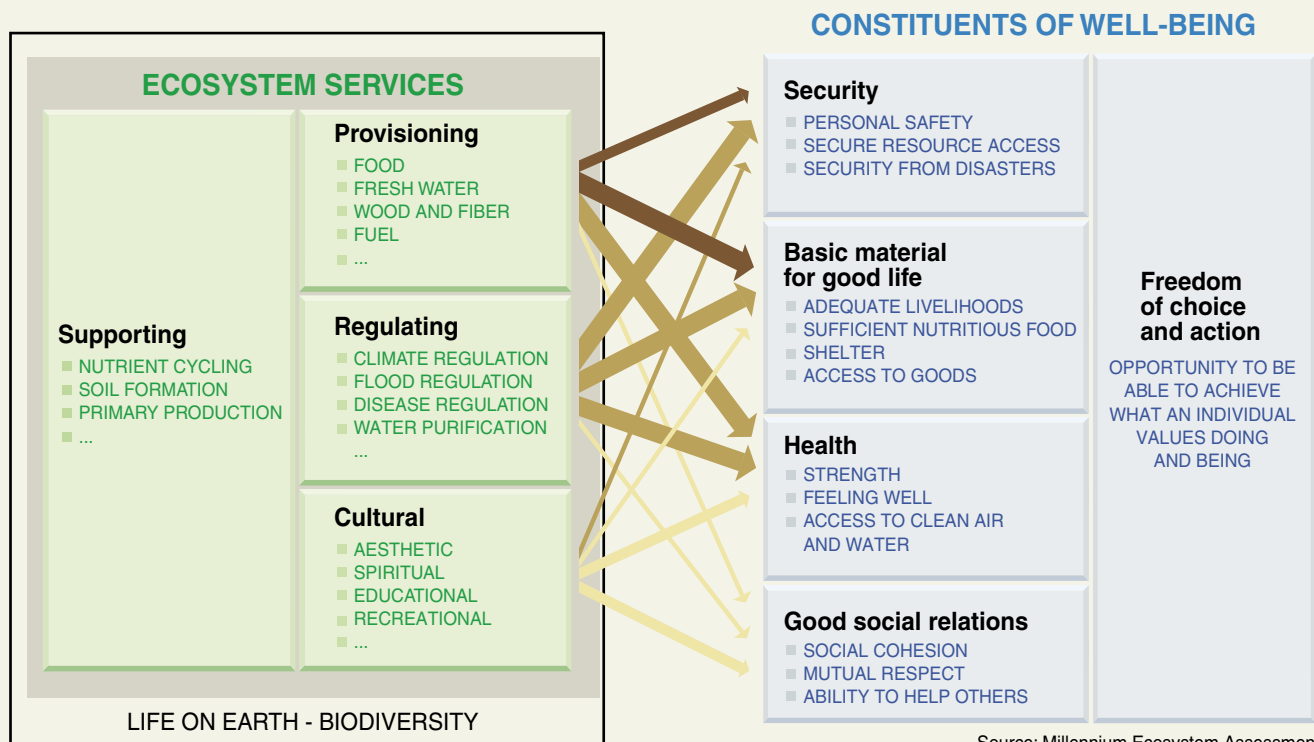 CONSTITUENTS OF WELL-BEING
ECOSYSTEM SERVICES
Supporting
NUTRIENT CYCLING
SOIL FORMATION
PRIMARY PRODUCTION
...
Provisioning
FOOD
FRESH WATER
WOOD AND FIBER
FUEL
...
Regulating
CLIMATE REGULATION
FLOOD REGULATION
DISEASE REGULATION
WATER PURIFICATION
...
Cultural
AESTHETIC
SPIRITUAL
EDUCATIONAL
RECREATIONAL
...
LIFE ON EARTH - BIODIVERSITY
Security
PERSONAL SAFETY
SECURE RESOURCE ACCESS
SECURITY FROM DISASTERS
Basic material
for good life
ADEQUATE LIVELIHOODS
SUFFICIENT NUTRITIOUS FOOD
SHELTER
ACCESS TO GOODS
Health
STRENGTH
FEELING WELL
ACCESS TO CLEAN AIR
AND WATER
Good social relations
SOCIAL COHESION
MUTUAL RESPECT
ABILITY TO HELP OTHERS
Freedom
of choice
and action
OPPORTUNITY TO BE
ABLE TO ACHIEVE
WHAT AN INDIVIDUAL
VALUES DOING
AND BEING
Source: Millennium Ecosystem Assessmen